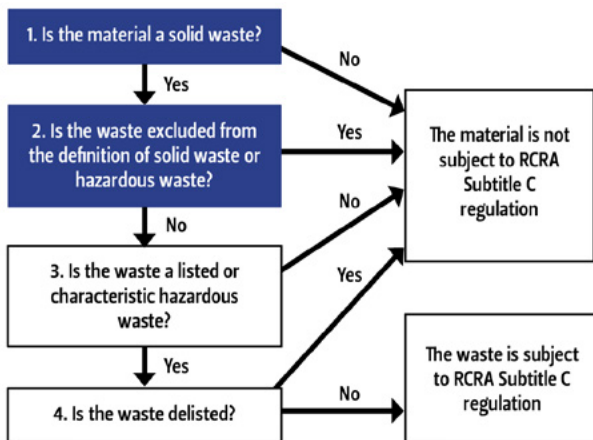 1. Is the material a solid waste?
No
Yes
2. Is the waste excluded from
the definition of solid waste or
hazardous waste?
Yes
The material is not
subject to RCRA
Subtitle C
regulation
No
No
3. Is the waste a listed or
characteristic hazardous
waste?
Yes
Yes
The waste is subject
to RCRA Subtitle C
regulation
4. Is the waste delisted?
No